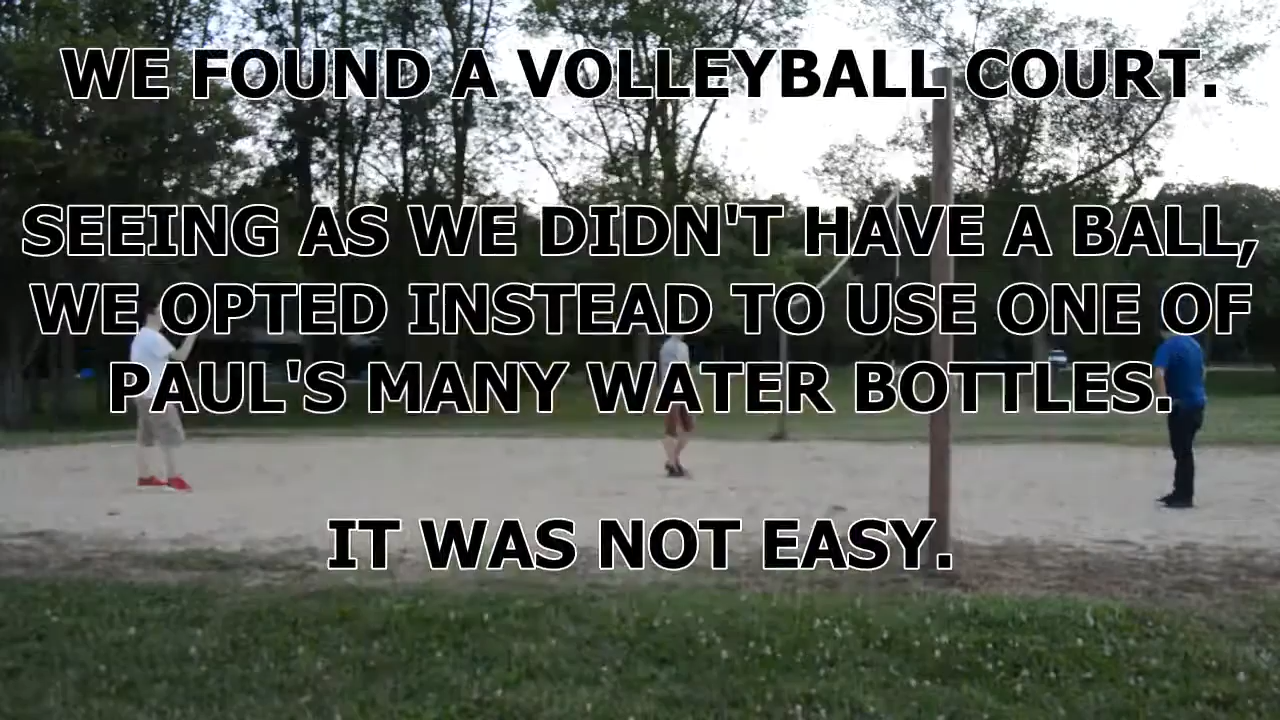 WE FOUND A VOLLEYBALL COURT.
SEEING AS WE DIDN'T HAVE A BALL,
WE OPTED INSTEAD TO USE ONE OF
PAUL'S MANY WATER BOTTLES.
IT WAS NOT EASY.